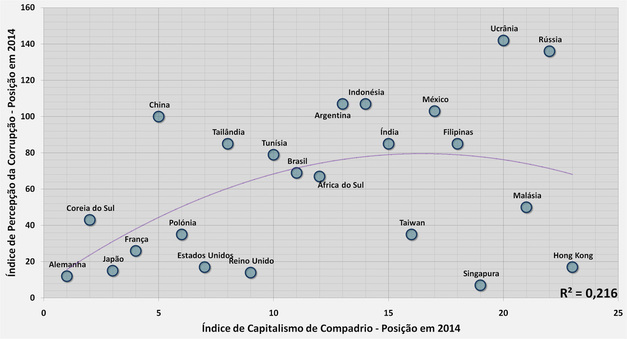 Índice de Percepção da Corrupção - Posição em 2014
160
140
120
100
80
60
40
20
0
Ucrânia
Rússia
China
Indonésia
Argentina
México
Tailândia
Índia
Filipinas
Tunísia
Brasil
África do Sul
Malásia
Coreia do Sul
Polónia
Taiwan
França
Alemanha
Japão
Estados Unidos
Reino Unido
Hong Kong
Singapura
R² = 0,216
0
5
10
15
20
25
Índice de Capitalismo de Compadrio - Posição em 2014